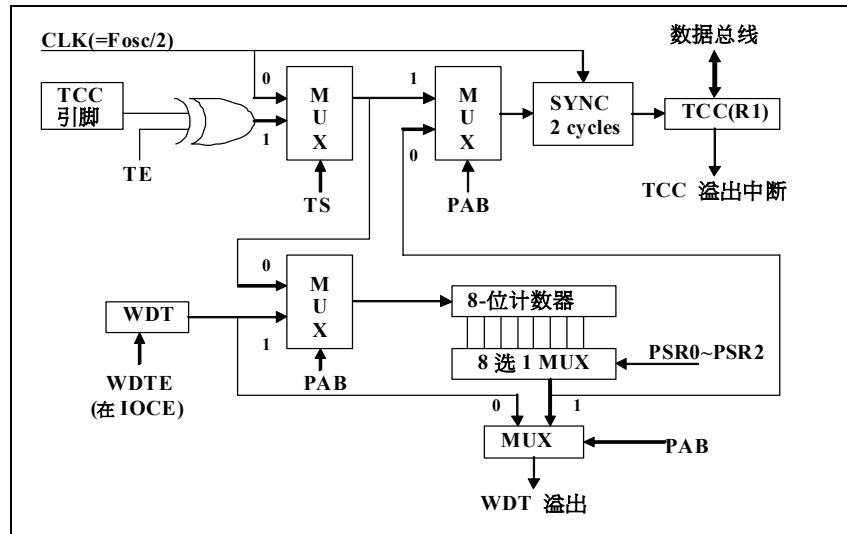 CLK(=Fosc/2)
数据总线
0
1
TCC
引脚
M
U
X
M
U
X
SYNC
2 cycles
TCC(R1)
1
0
TE
TS
PAB
TCC 溢出中断
0
M
U
X
8-位计数器
WDT
1
8 选 1 MUX
PSR0~PSR2
WDTE
(在 IOCE)
PAB
0
1
MUX
PAB
WDT 溢出